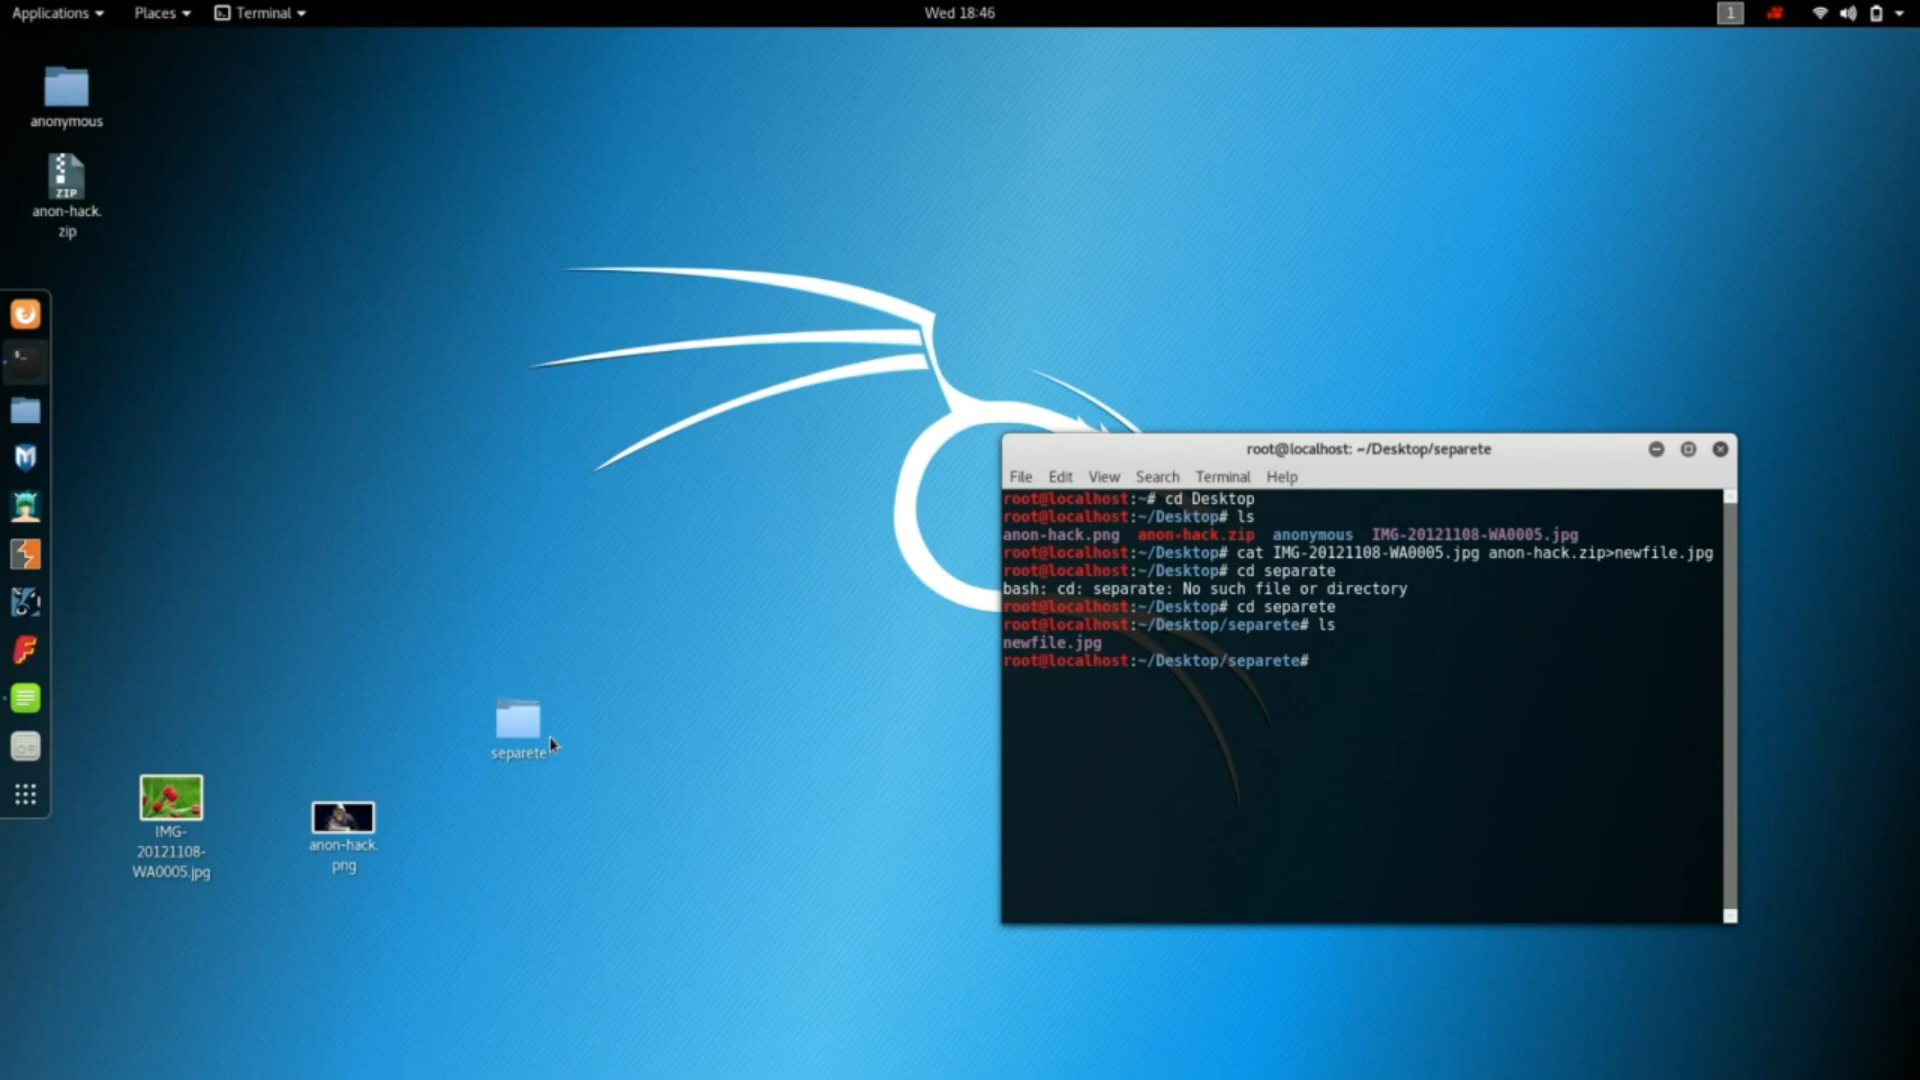 Applications Places Terminal Wed 18:46 1
anonymous
ZIP
anon-hack.
zip
root@localhost: ~/Desktop/separete
File Edit View Search Terminal Help
root@localhost:~# cd Desktop
root@localhost:~/Desktop# ls
anon-hack.png anon-hack.zip anonymous IMG-20121108-WA0005.jpg
root@localhost:~/Desktop# cat IMG-20121108-WA0005.jpg anon-hack.zip>newfile.jpg
root@localhost:~/Desktop# cd separate
bash: cd: separate: No such file or directory
root@localhost:~/Desktop# cd separete
root@localhost:~/Desktop/separete# ls
newfile.jpg
root@localhost:~/Desktop/separete#
separete
IMG-
20121108-
WA0005.jpg
anon-hack.
png